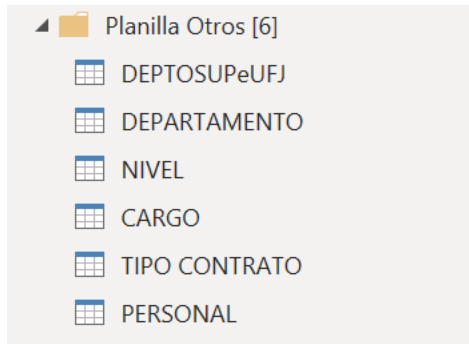 Planilla Otros [6]
DEPTOSUPeUFJ
DEPARTAMENTO
NIVEL
CARGO
TIPO CONTRATO
PERSONAL